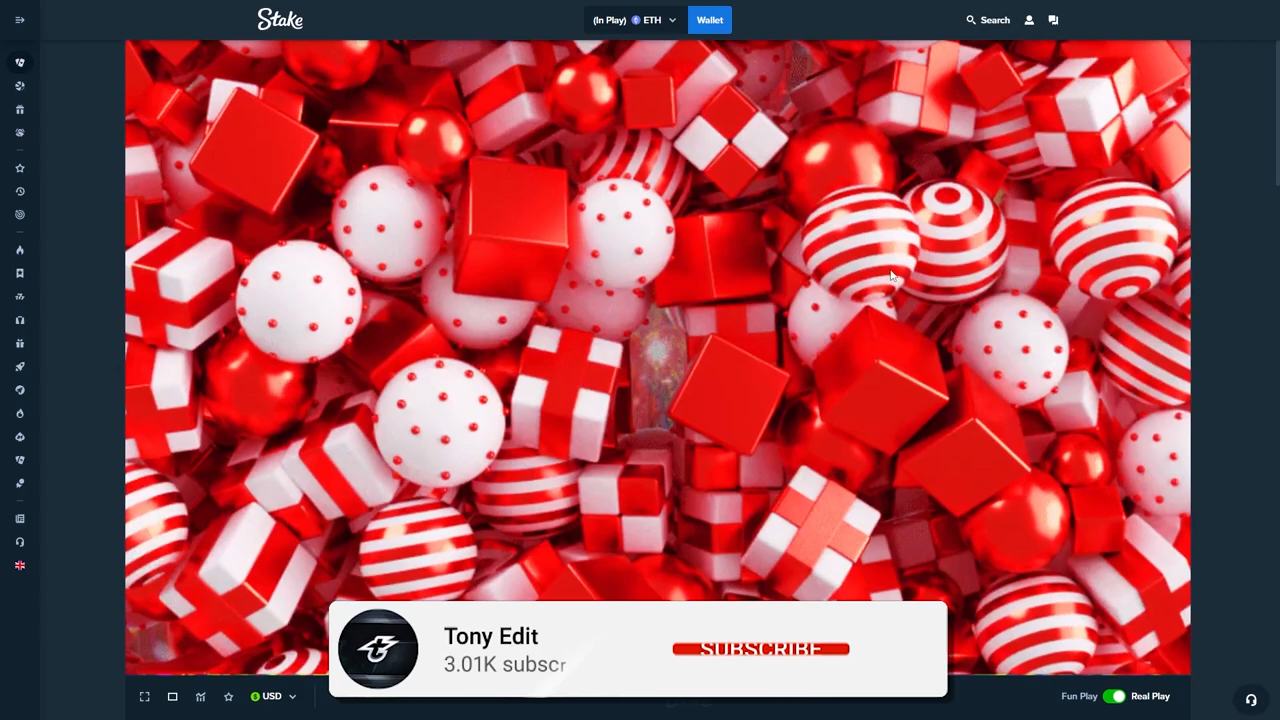 Stake
(In Play) ETH
Wallet
Search
Tony Edit
3.01K subscr
SUBSCRIBE
USD
Fun Play
Real Play